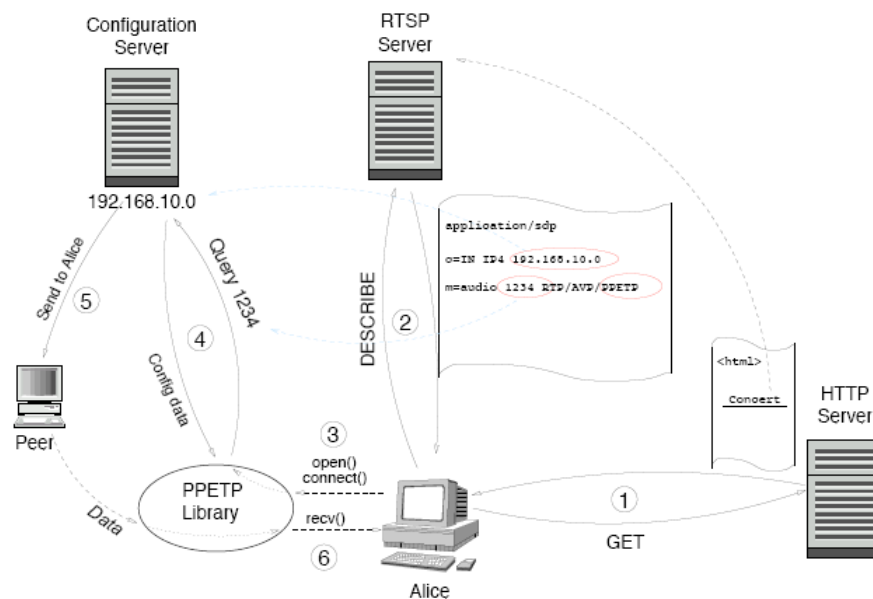 Configuration
Server
RTSP
Server
192.168.10.0
application/sdp
o=IN IP4 192.168.10.0
m=audio 1234 RTP/AVP/PPETP
Send to Alice
5
Query 1234
4
Config data
DESCRIBE
2
<html>
Concert
HTTP
Server
Peer
3
open()
connect()
PPETP
Library
Data
recv()
6
1
GET
Alice